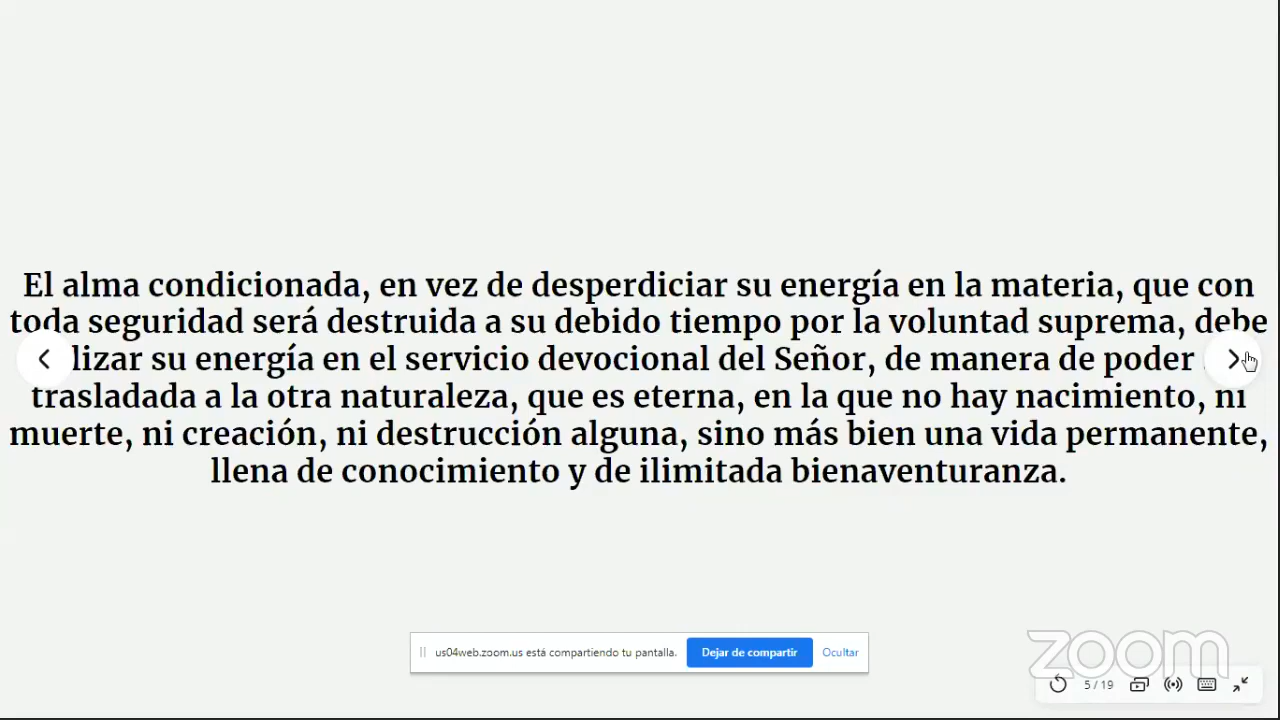 El alma condicionada, en vez de desperdiciar su energía en la materia, que con
toda seguridad será destruida a su debido tiempo por la voluntad suprema, debe
lizar su energía en el servicio devocional del Señor, de manera de poder
trasladada a la otra naturaleza, que es eterna, en la que no hay nacimiento, ni
muerte, ni creación, ni destrucción alguna, sino más bien una vida permanente,
llena de conocimiento y de ilimitada bienaventuranza.
us04web.zoom.us está compartiendo tu pantalla. Dejar de compartir Ocultar
zoom
5 / 19